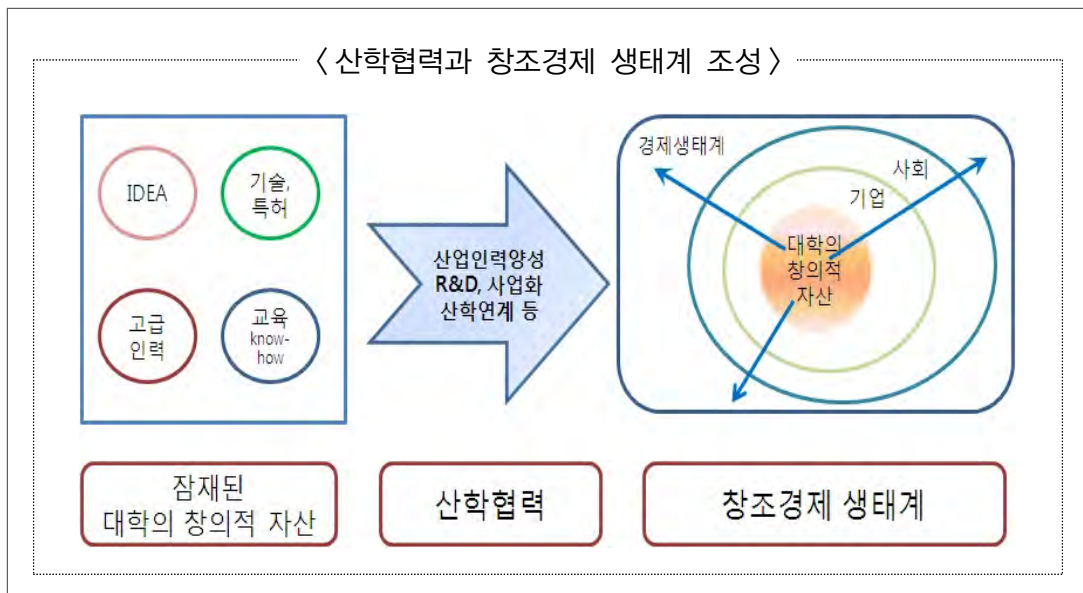 〈 산학협력과 창조경제 생태계 조성 〉
IDEA
기술,
특허
고급
인력
교육
know-
how
산업인력양성
R&D, 사업화
산학연계 등
경제생태계
사회
기업
대학의
창의적
자산
잠재된
대학의 창의적 자산
산학협력
창조경제 생태계